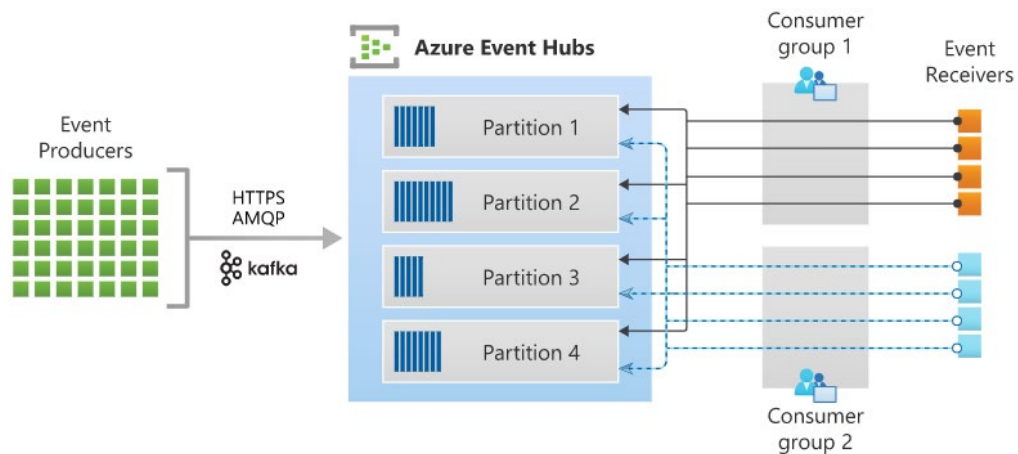 Event
Producers
HTTPS
AMQP
kafka
Azure Event Hubs
Partition 1
Partition 2
Partition 3
Partition 4
Consumer
group 1
Consumer
group 2
Event
Receivers